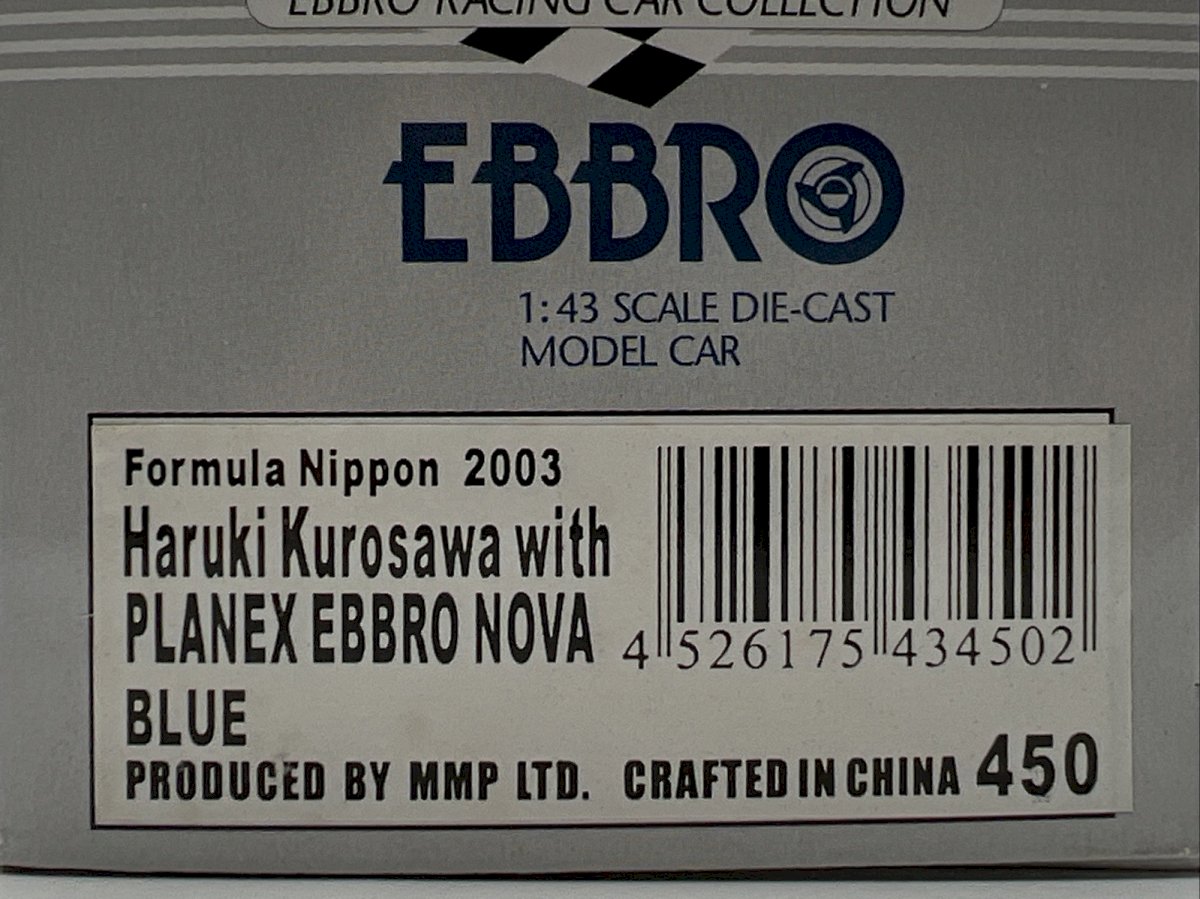 EBBRO RACING CAR COLLECTION
EBBRO
1:43 SCALE DIE-CAST
MODEL CAR
Formula Nippon 2003
Haruki Kurosawa with
PLANEX EBBRO NOVA
BLUE
4 526175 434502
PRODUCED BY MMP LTD. CRAFTED IN CHINA 450